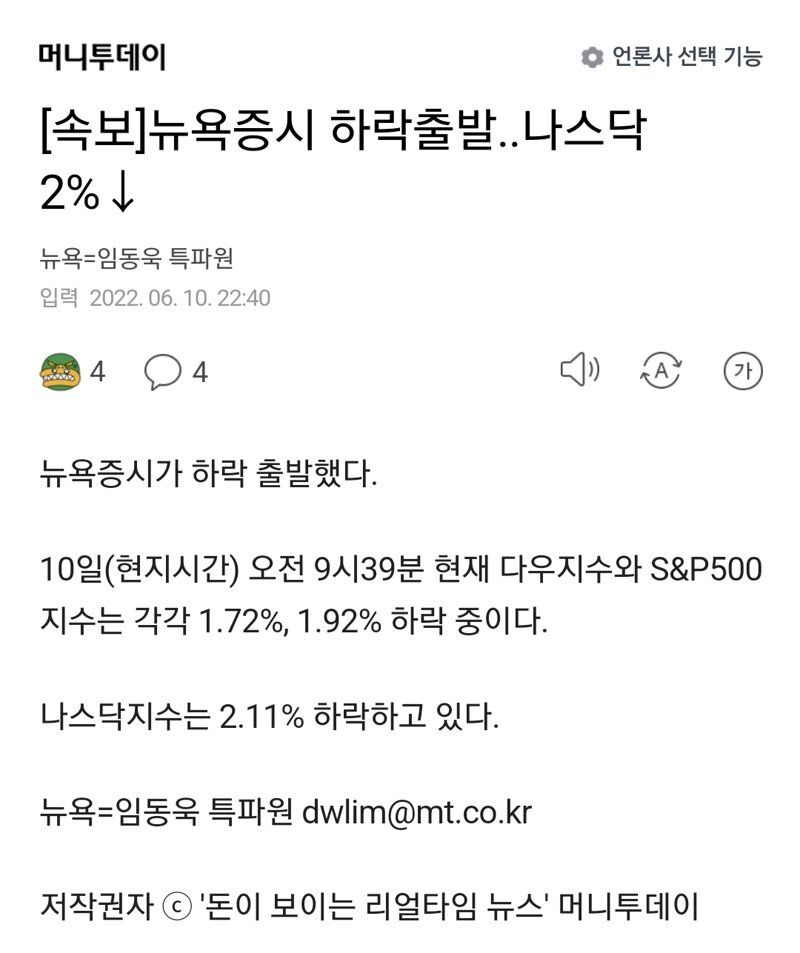 머니투데이
언론사 선택 기능
[속보]뉴욕증시 하락출발..나스닥
2%↓
뉴욕=임동욱 특파원
입력 2022. 06. 10. 22:40
4
4
A
가
뉴욕증시가 하락 출발했다.
10일(현지시간) 오전 9시39분 현재 다우지수와 S&P500
지수는 각각 1.72%, 1.92% 하락 중이다.
나스닥지수는 2.11% 하락하고 있다.
뉴욕=임동욱 특파원 dwlim@mt.co.kr
저작권자 ⓒ '돈이 보이는 리얼타임 뉴스' 머니투데이